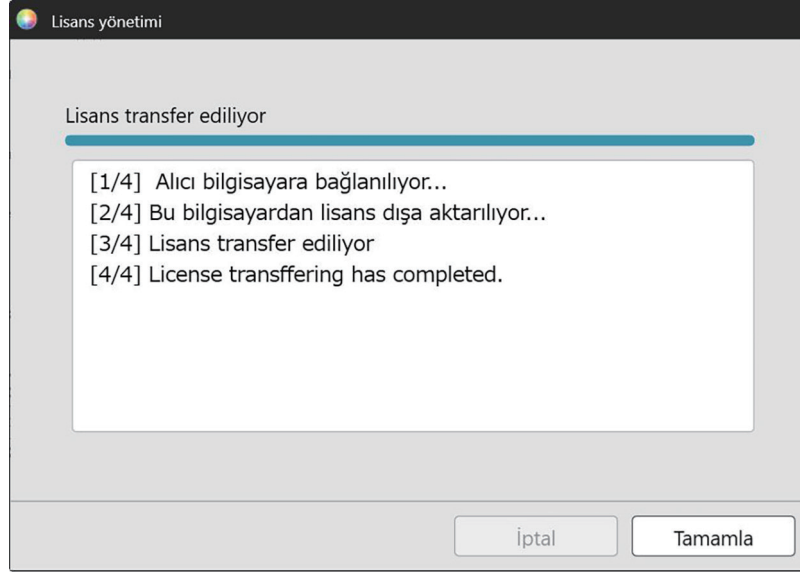 Lisans yönetimi
Lisans transfer ediliyor
[1/4]  Alıcı bilgisayara bağlanılıyor...
[2/4] Bu bilgisayardan lisans dışa aktarılıyor...
[3/4] Lisans transfer ediliyor
[4/4] License transffering has completed.
İptal
Tamamla